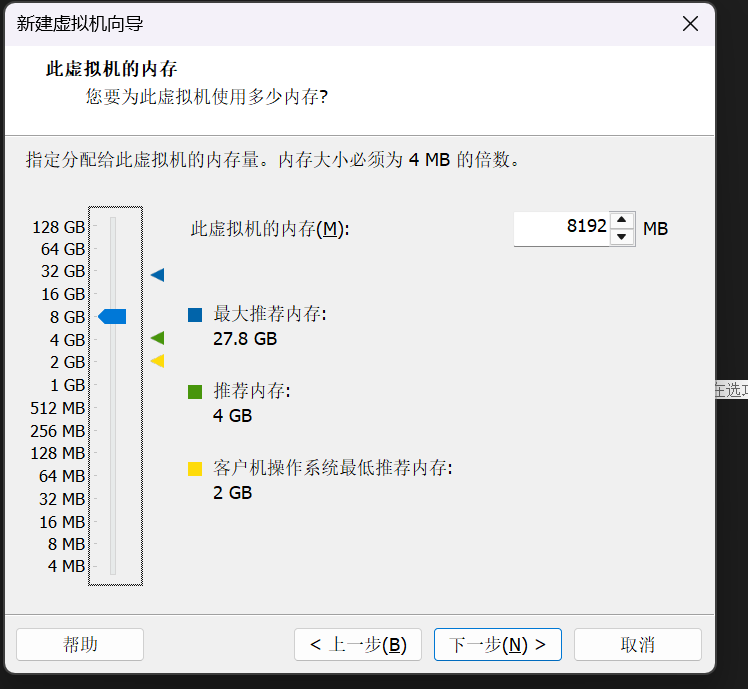 新建虚拟机向导
此虚拟机的内存
您要为此虚拟机使用多少内存?
指定分配给此虚拟机的内存量。内存大小必须为 4 MB 的倍数。
128 GB
64 GB
32 GB
16 GB
8 GB
4 GB
2 GB
1 GB
512 MB
256 MB
128 MB
64 MB
32 MB
16 MB
8 MB
4 MB
此虚拟机的内存(M):
8192 MB
最大推荐内存:
27.8 GB
推荐内存:
4 GB
客户机操作系统最低推荐内存:
2 GB
在选
帮助
< 上一步(B)
下一步(N) >
取消